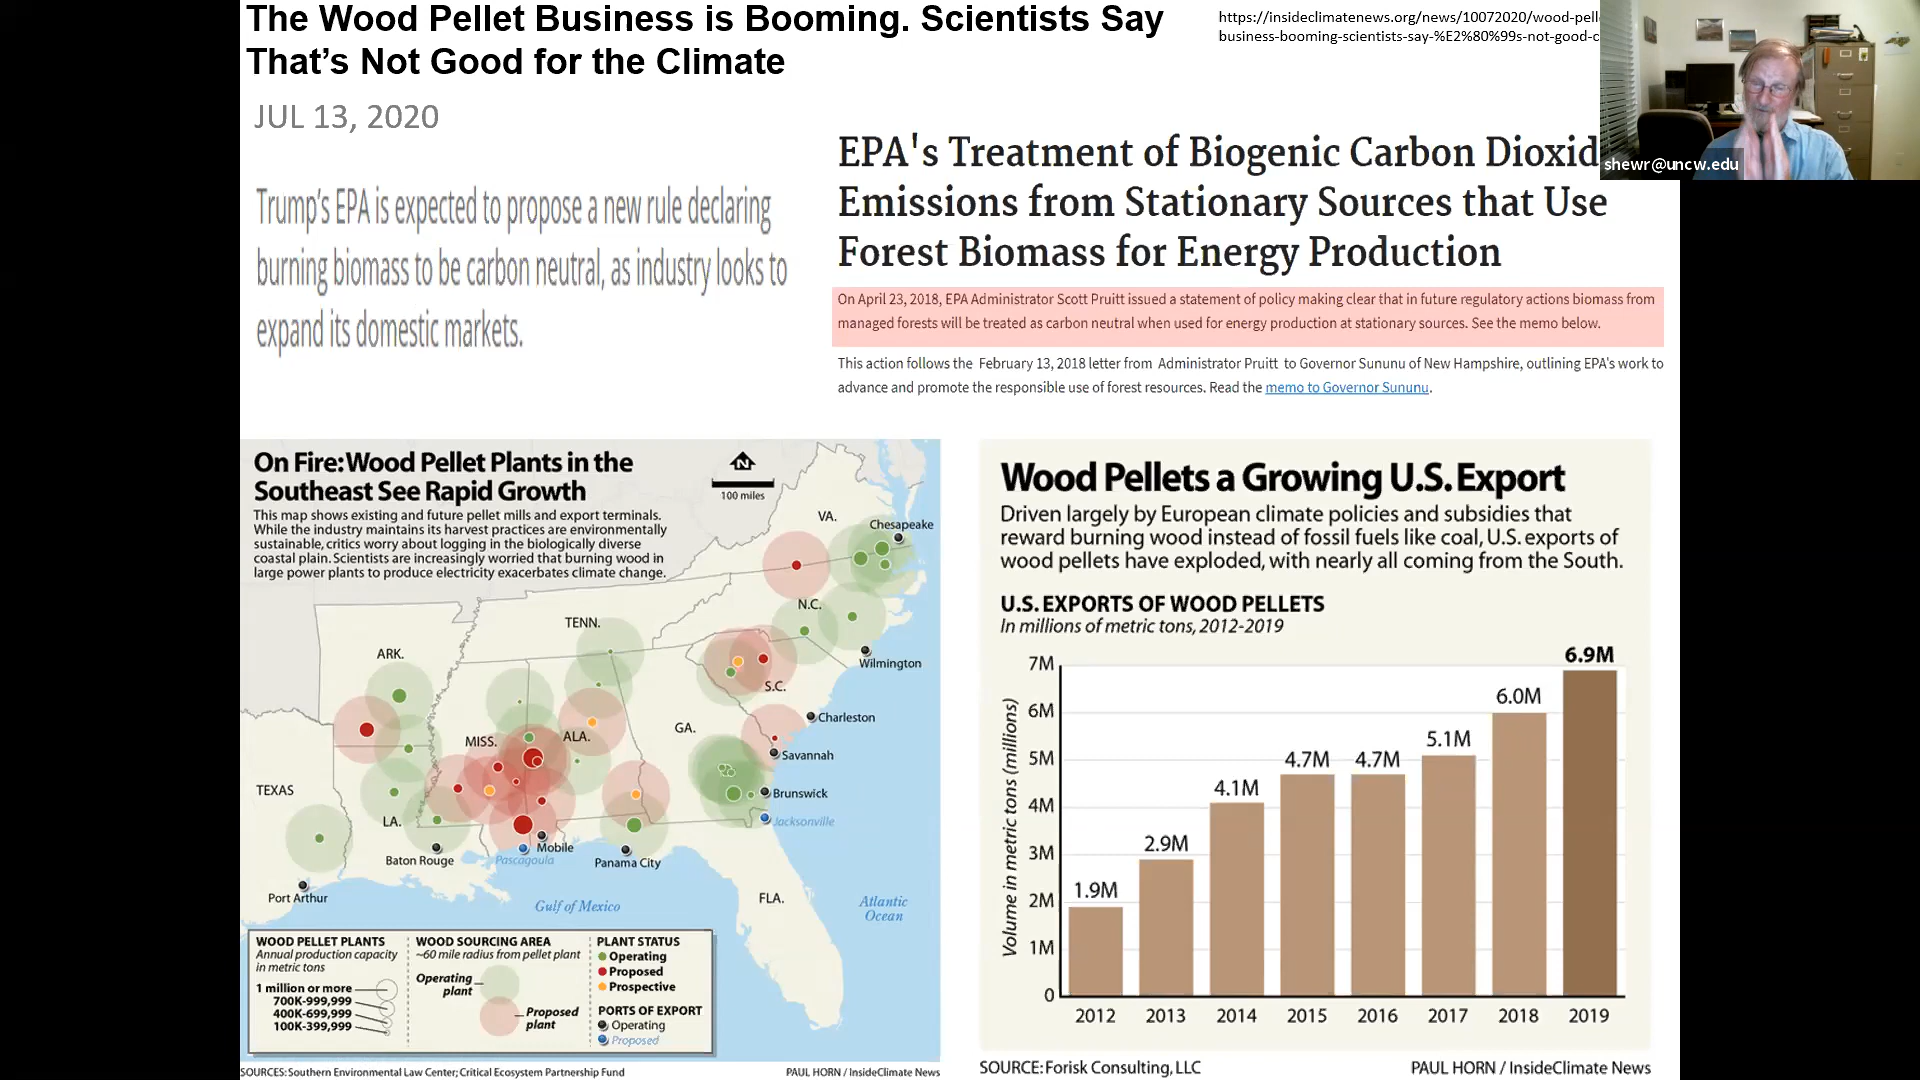 The Wood Pellet Business is Booming. Scientists Say
That's Not Good for the Climate
JUL 13, 2020
https://insideclimatenews.org/news/10072020/wood-pell
business-booming-scientists-say-%E2%80%99s-not-good-c
shewr@uncw.edu
Trump's EPA is expected to propose a new rule declaring
burning biomass to be carbon neutral, as industry looks to
expand its domestic markets.
EPA's Treatment of Biogenic Carbon Dioxid
Emissions from Stationary Sources that Use
Forest Biomass for Energy Production
On April 23, 2018, EPA Administrator Scott Pruitt issued a statement of policy making clear that in future regulatory actions biomass from
managed forests will be treated as carbon neutral when used for energy production at stationary sources. See the memo below.
This action follows the February 13, 2018 letter from Administrator Pruitt to Governor Sununu of New Hampshire, outlining EPA's work to
advance and promote the responsible use of forest resources. Read the memo to Governor Sununu.
On Fire: Wood Pellet Plants in the
Southeast See Rapid Growth
This map shows existing and future pellet mills and export terminals.
While the industry maintains its harvest practices are environmentally
sustainable, critics worry about logging in the biologically diverse
coastal plain. Scientists are increasingly worried that burning wood in
large power plants to produce electricity exacerbates climate change.
N
100 miles
VA.
Chesapeake
N.C.
TENN.
ARK.
Wilmington
S.C.
Charleston
GA.
ALA.
MISS.
Savannah
TEXAS
Brunswick
LA.
Jacksonville
Mobile
Baton Rouge
Pascagoula
Panama City
Port Arthur
FLA.
Gulf of Mexico
Atlantic
Ocean
WOOD PELLET PLANTS
Annual production capacity
in metric tons
1 million or more
700K-999,999
400K-699,999
100K-399,999
WOOD SOURCING AREA
~60 mile radius from pellet plant
Operating
plant
Proposed
plant
PLANT STATUS
Operating
Proposed
Prospective
PORTS OF EXPORT
Operating
Proposed
SOURCES: Southern Environmental Law Center; Critical Ecosystem Partnership Fund
PAUL HORN / InsideClimate News
Wood Pellets a Growing U.S. Export
Driven largely by European climate policies and subsidies that
reward burning wood instead of fossil fuels like coal, U.S. exports of
wood pellets have exploded, with nearly all coming from the South.
U.S. EXPORTS OF WOOD PELLETS
In millions of metric tons, 2012-2019
Volume in metric tons (millions)
7M
6M
5M
4M
3M
2M
1M
0
1.9M
2.9M
4.1M
4.7M
4.7M
5.1M
6.0M
6.9M
2012
2013
2014
2015
2016
2017
2018
2019
SOURCE: Forisk Consulting, LLC
PAUL HORN / InsideClimate News